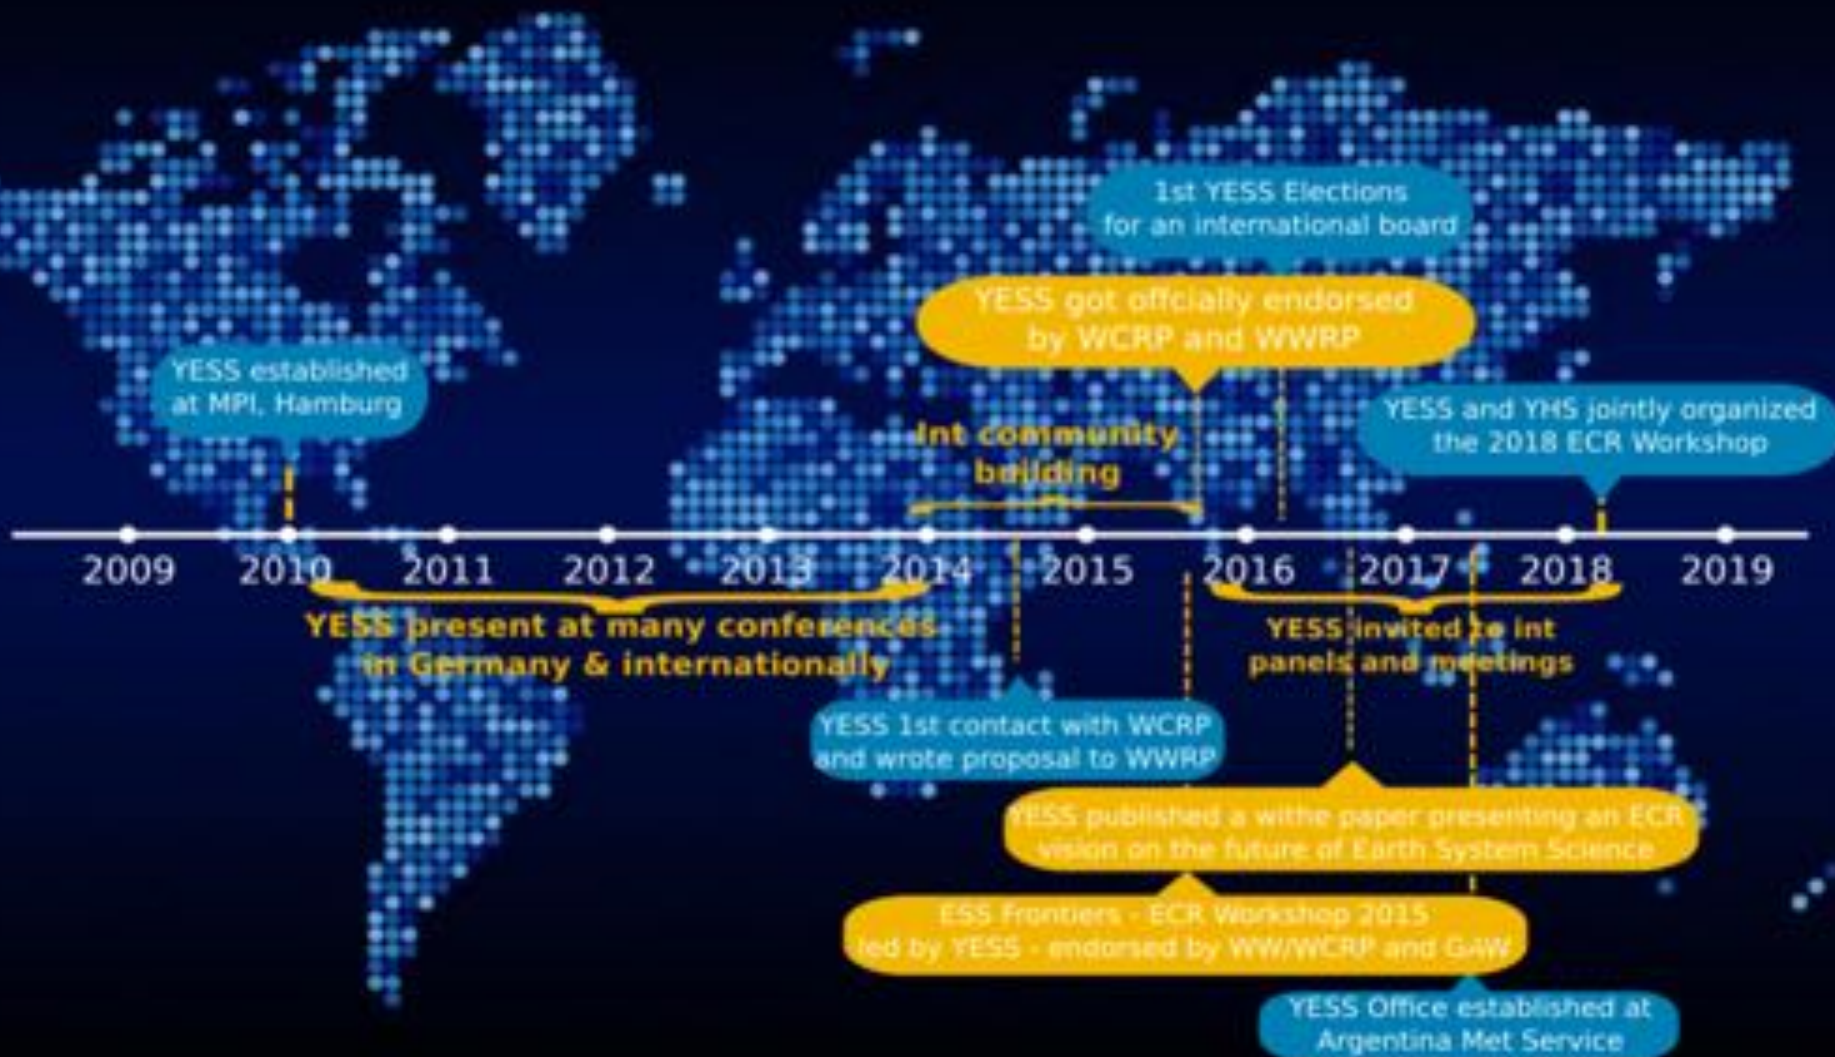 1st YESS Elections
for an international board
YESS got offcially endorsed
by WCRP and WWRP
YESS established
at MPI, Hamburg
YESS and YHS jointly organized
the 2018 ECR Workshop
Int community
building
2009 2010 2011 2012 2013 2014 2015 2016 2017 2018 2019
YESS present at many conferences
in Germany & internationally
YESS invited to int
panels and meetings
YESS 1st contact with WCRP
and wrote proposal to WWRP
YESS published a withe paper presenting an ECR
vision on the future of Earth System Science
ESS Frontiers - ECR Workshop 2015
led by YESS - endorsed by WW/WCRP and GAW
YESS Office established at
Argentina Met Service